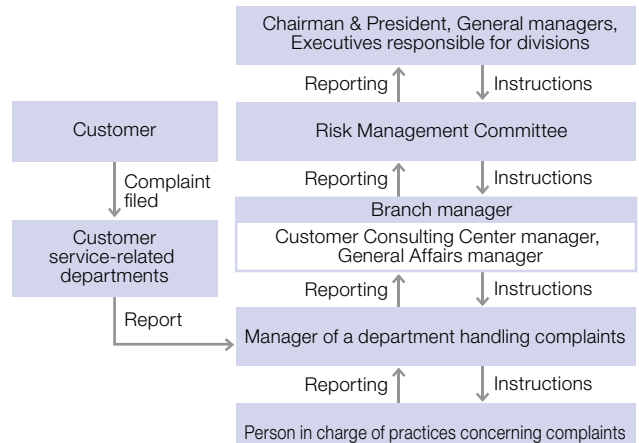 Chairman & President, General managers,
Executives responsible for divisions
Reporting
Instructions
Customer
Risk Management Committee
Complaint
filed
Reporting
Instructions
Branch manager
Customer
service-related
departments
Customer Consulting Center manager,
General Affairs manager
Reporting
Instructions
Report
Manager of a department handling complaints
Reporting
Instructions
Person in charge of practices concerning complaints